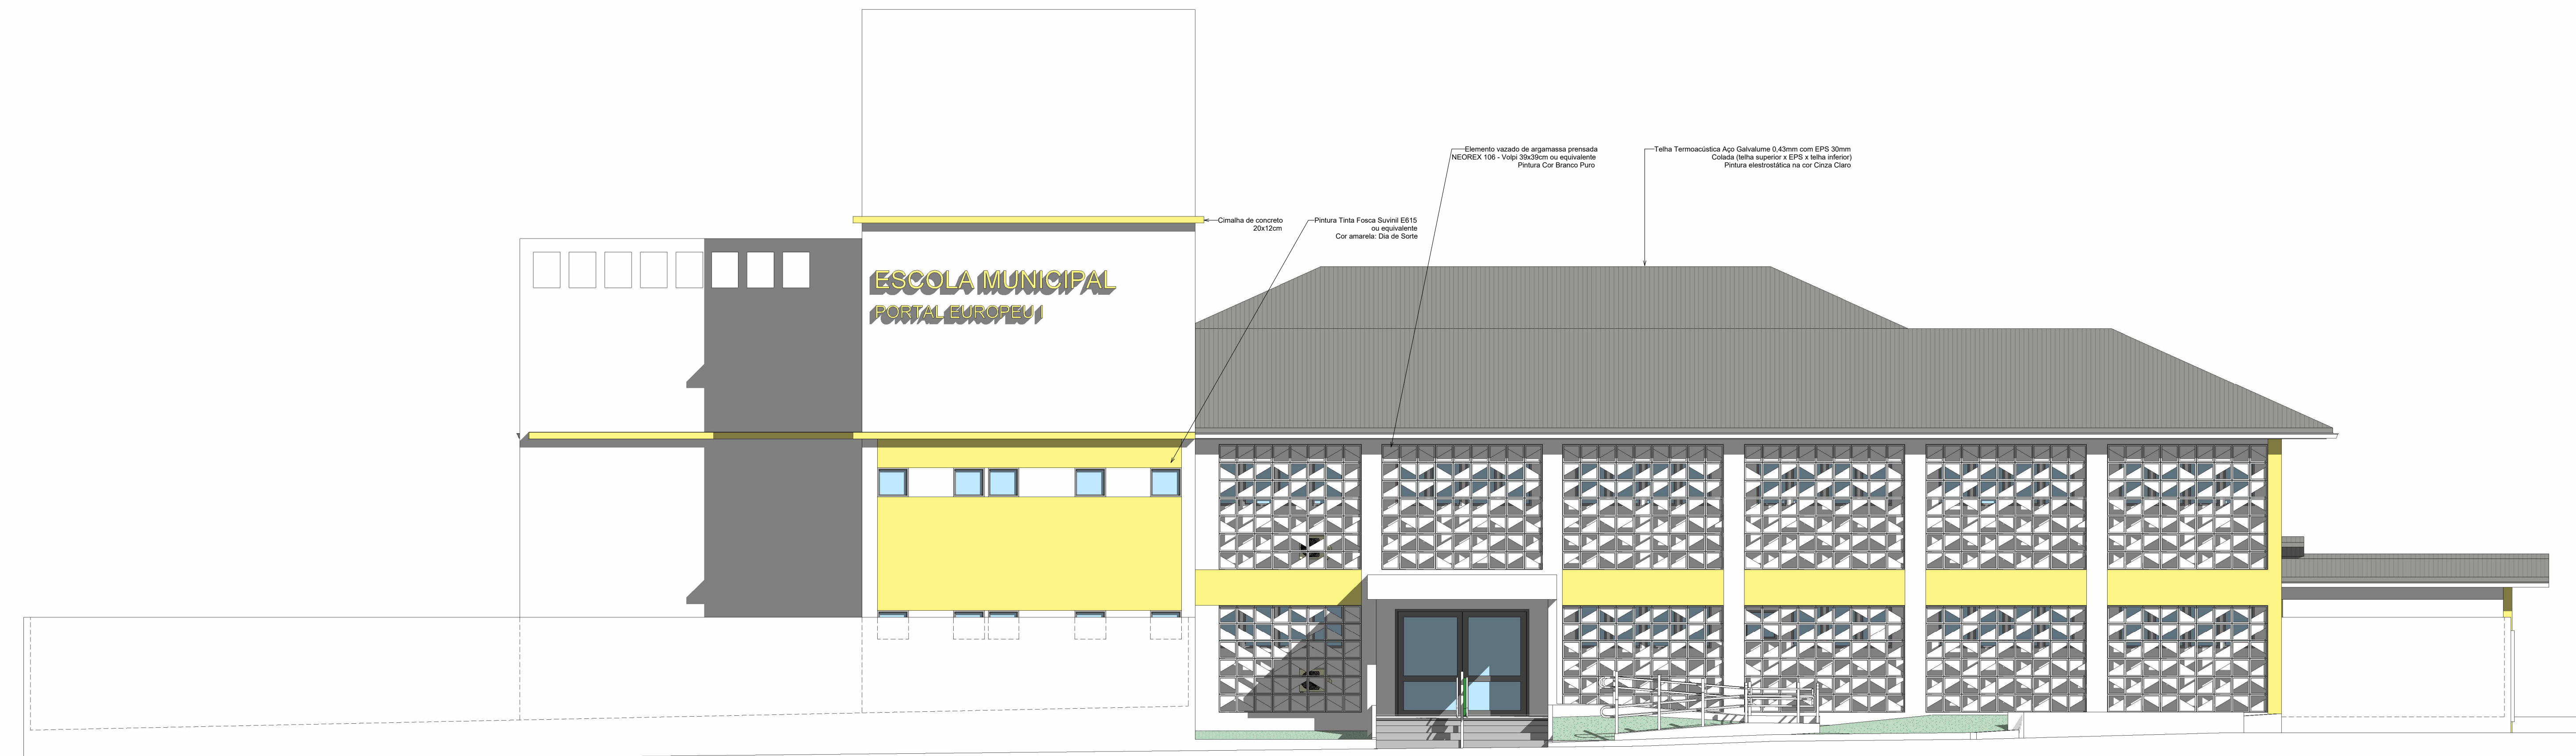 Elemento vazado de argamassa prensada
NEOREX 106 - Volpi 39x39cm ou equivalente
Pintura Cor Branco Puro
Telha Termoacústica Aço Galvalume 0,43mm com EPS 30mm
Colada (telha superior x EPS x telha inferior)
Pintura elestrostática na cor Cinza Claro
Cimalha de concreto
20x12cm
Pintura Tinta Fosca Suvinil E615
ou equivalente
Cor amarela: Dia de Sorte
ESCOLA MUNICIPAL
PORTAL EUROPEU I